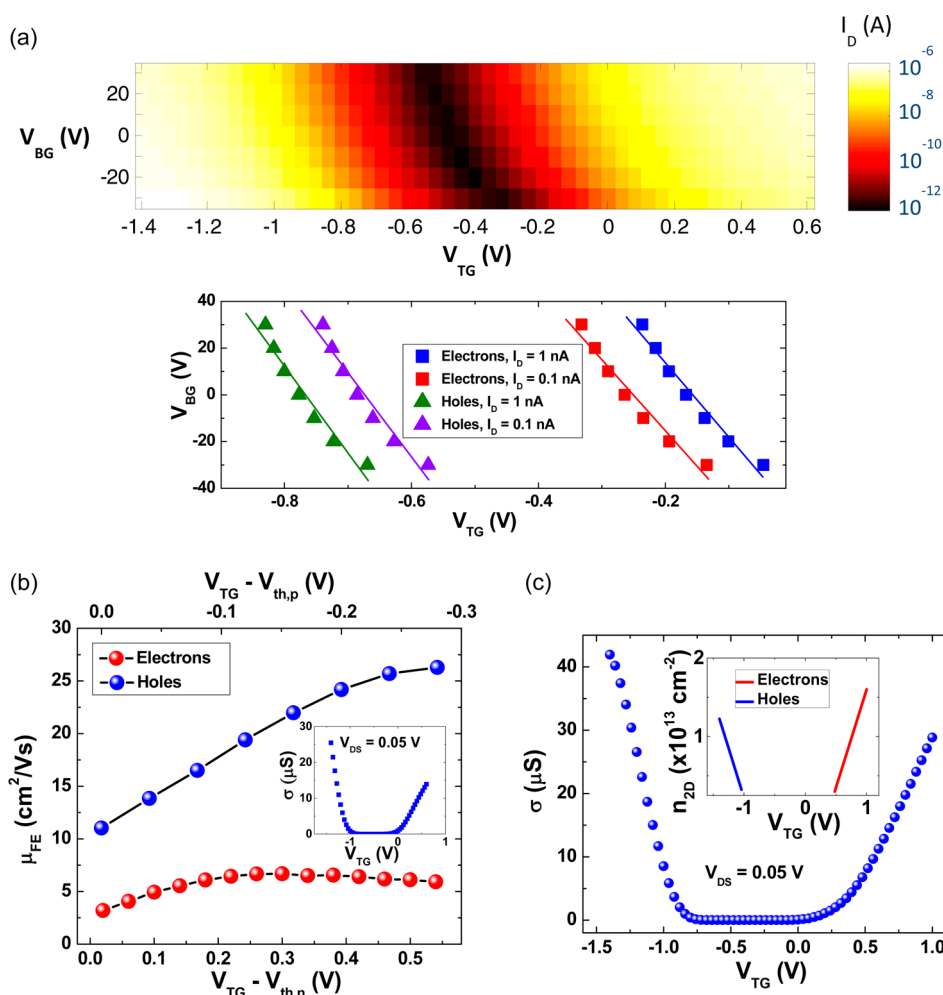 (a)
I_D (A)
10^-6
10^-8
10^-10
10^-12
V_BG (V)
20
0
-20
-1.4 -1.2 -1 -0.8 -0.6 -0.4 -0.2 0 0.2 0.4 0.6
V_TG (V)
V_BG (V)
40
20
0
-20
-40
Electrons, I_D = 1 nA
Electrons, I_D = 0.1 nA
Holes, I_D = 1 nA
Holes, I_D = 0.1 nA
-0.8 -0.6 -0.4 -0.2
V_TG (V)
(b)
V_TG - V_th,p (V)
0.0 -0.1 -0.2 -0.3
μ_FE (cm^2/Vs)
30
25
20
15
10
5
0
Electrons
Holes
σ (μS)
30
20
10
0
V_DS = 0.05 V
-1 0 1
V_TG (V)
0.0 0.1 0.2 0.3 0.4 0.5
V_TG - V_th,n (V)
(c)
σ (μS)
40
30
20
10
0
n_2D (x10^13 cm^-2)
2
1
Electrons
Holes
-1 0 1
V_TG (V)
V_DS = 0.05 V
-1.5 -1.0 -0.5 0.0 0.5 1.0
V_TG (V)